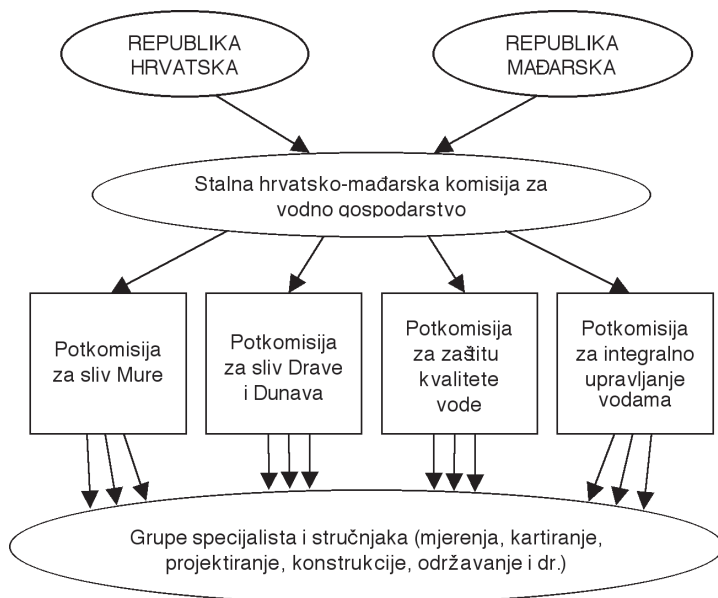 REPUBLIKA
HRVATSKA
REPUBLIKA
MAĐARSKA
Stalna hrvatsko-mađarska komisija za
vodno gospodarstvo
Potkomisija
za sliv Mure
Potkomisija
za sliv Drave
i Dunava
Potkomisija
za zaštitu
kvalitete
vode
Potkomisija
za integralno
upravljanje
vodama
Grupe specijalista i stručnjaka (mjerenja, kartiranje,
projektiranje, konstrukcije, održavanje i dr.)